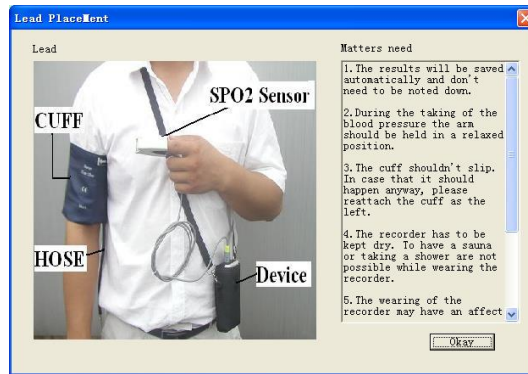 Lead PlaceMent
Lead
Matters need
SPO2 Sensor
CUFF
HOSE
Device
1.The results will be saved
automatically and don't
need to be noted down.
2.During the taking of the
blood pressure the arm
should be held in a relaxed
position.
3.The cuff shouldn't slip.
In case that it should
happen anyway, please
reattach the cuff as the
left.
4.The recorder has to be
kept dry. To have a sauna
or taking a shower are not
possible while wearing the
recorder.
5.The wearing of the
recorder may have an affect
Okay